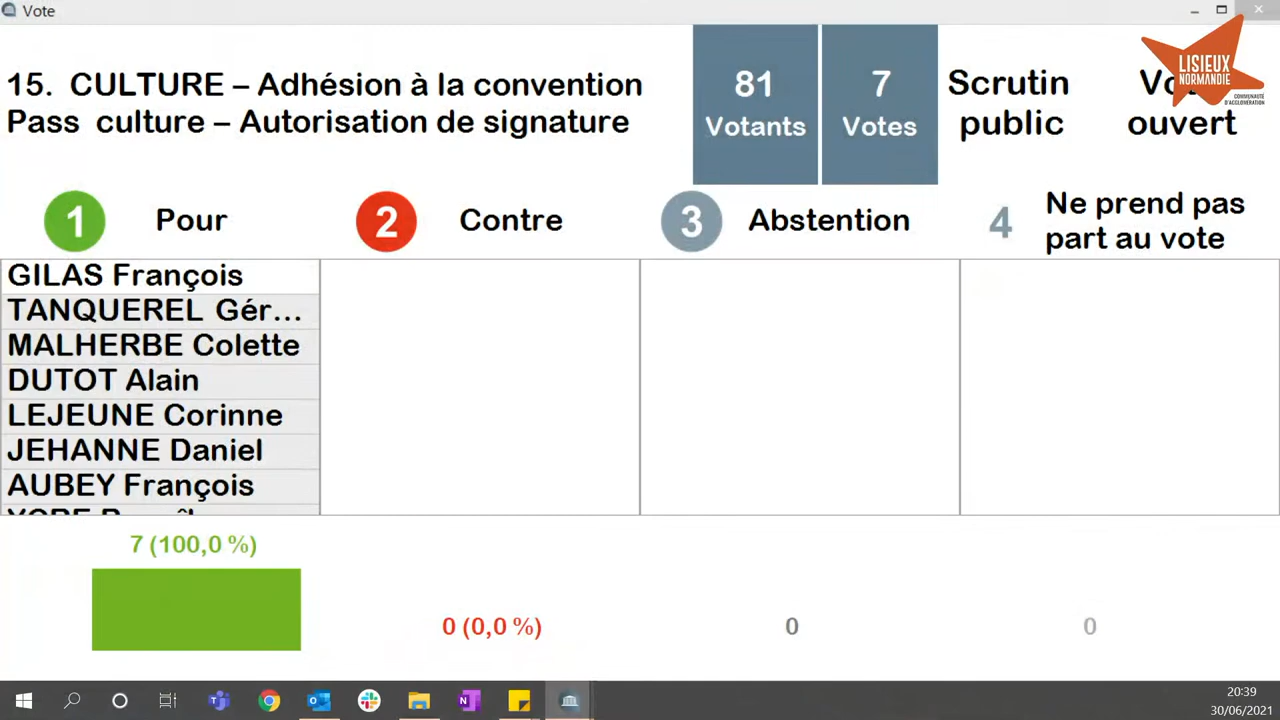 Vote
15. CULTURE – Adhésion à la convention
Pass culture – Autorisation de signature
81
Votants
7
Votes
Scrutin
public
ouvert
LISIEUX
NORMANDIE
COMMUNAUTÉ
D'AGGLOMÉRATION
1 Pour
2 Contre
3 Abstention
4 Ne prend pas
part au vote
GILAS François
TANQUEREL Gér...
MALHERBE Colette
DUTOT Alain
LEJEUNE Corinne
JEHANNE Daniel
AUBEY François
7 (100,0 %)
0 (0,0 %)
0
0
20:39
30/06/2021